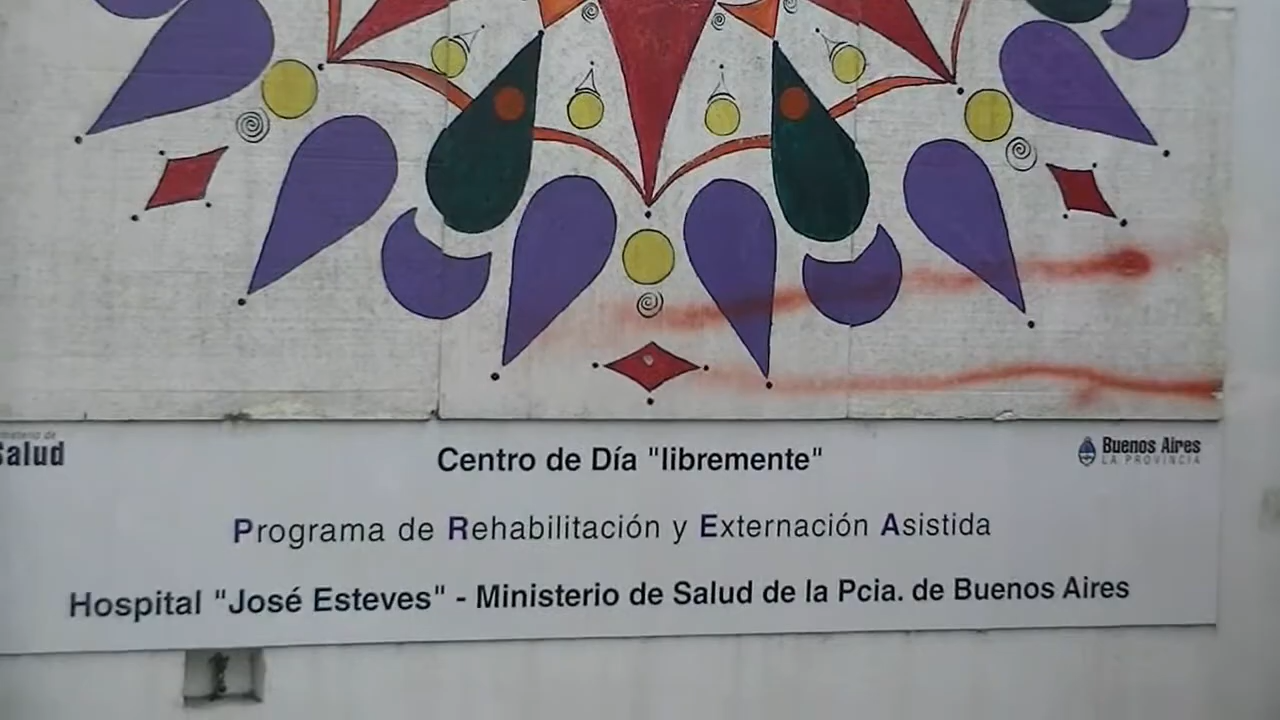 Salud
Buenos Aires
LA PROVINCIA
Centro de Día "libremente"
Programa de Rehabilitación y Externación Asistida
Hospital "José Esteves" - Ministerio de Salud de la Pcia. de Buenos Aires